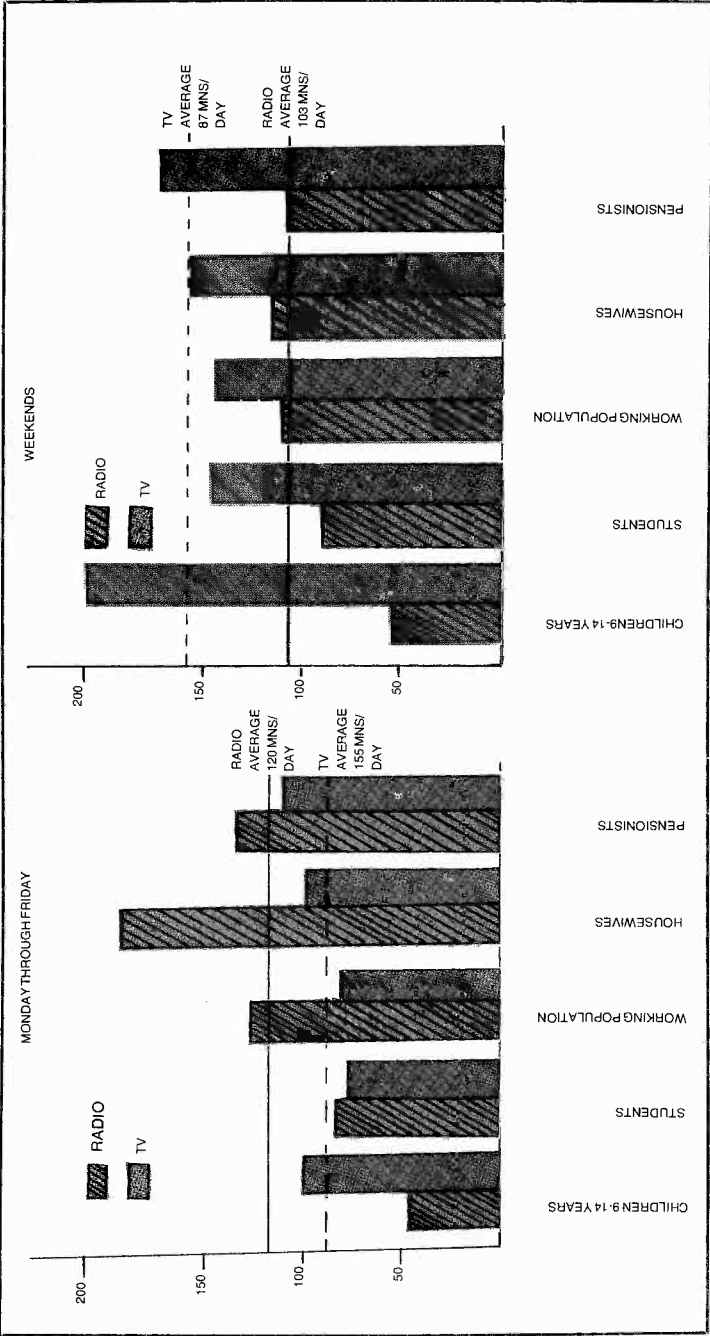 MONDAY THROUGH FRIDAY
RADIO
TV
200
150
100
50
RADIO
AVERAGE
120 MNS/
DAY
TV
AVERAGE
155 MNS/
DAY
CHILDREN 9-14 YEARS
STUDENTS
WORKING POPULATION
HOUSEWIVES
PENSIONISTS
WEEKENDS
RADIO
TV
200
150
100
50
TV
AVERAGE
87 MNS/
DAY
RADIO
AVERAGE
103 MNS/
DAY
CHILDREN 9-14 YEARS
STUDENTS
WORKING POPULATION
HOUSEWIVES
PENSIONISTS